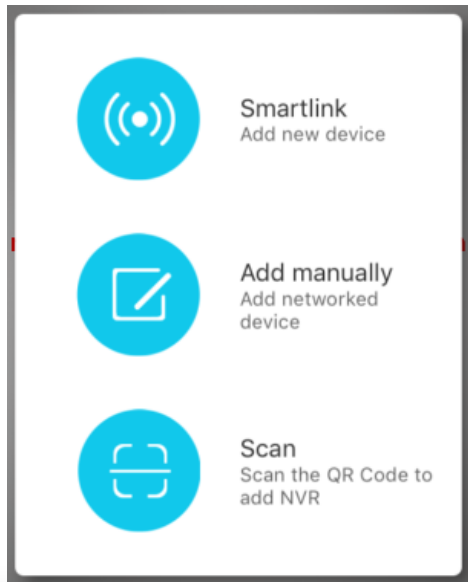 Smartlink
Add new device
Add manually
Add networked
device
Scan
Scan the QR Code to
add NVR